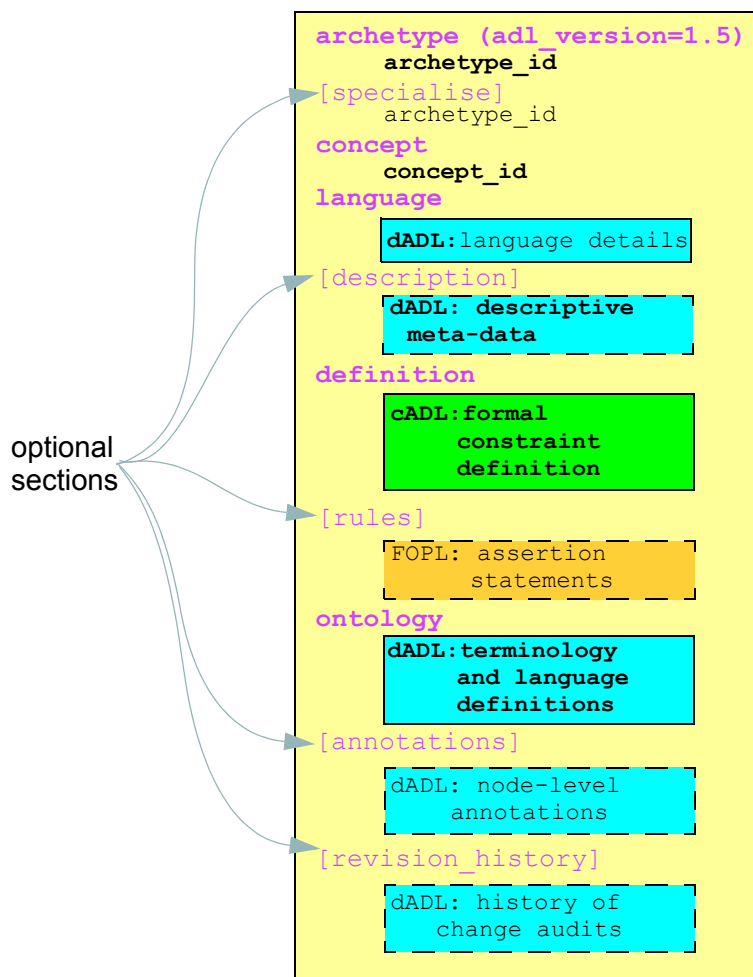 archetype (adl_version=1.5)
archetype_id
[specialise]
archetype_id
concept
concept_id
language
dADL:language details
[description]
dADL: descriptive
meta-data
definition
cADL:formal
constraint
definition
optional
sections
[rules]
FOPL: assertion
statements
ontology
dADL:terminology
and language
definitions
[annotations]
dADL: node-level
annotations
[revision_history]
dADL: history of
change audits